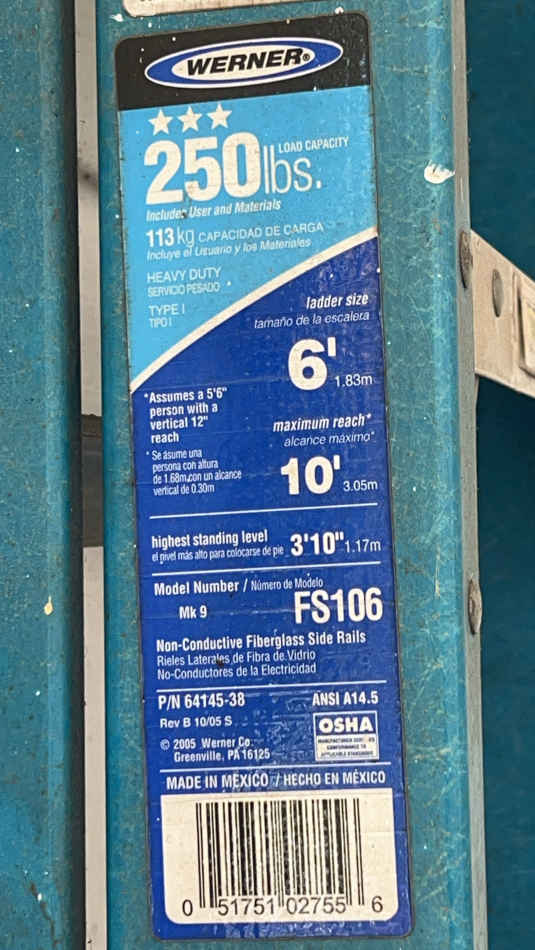 WERNER®
250lbs. LOAD CAPACITY
Includes User and Materials
113 kg CAPACIDAD DE CARGA
Incluye el Usuario y los Materiales
HEAVY DUTY
SERVICIO PESADO
TYPE I
TIPO I
ladder size
tamaño de la escalera
6' 1.83m
*Assumes a 5'6"
person with a
vertical 12"
reach
* Se asume una
persona con altura
de 1.68m con un alcance
vertical de 0.30m
maximum reach*
alcance máximo*
10' 3.05m
highest standing level
el nivel más alto para colocarse de pie
3'10" 1.17m
Model Number / Número de Modelo
Mk 9 FS106
Non-Conductive Fiberglass Side Rails
Rieles Laterales de Fibra de Vidrio
No-Conductores de la Electricidad
P/N 64145-38 ANSI A14.5
Rev B 10/05 S
© 2005 Werner Co.
Greenville, PA 16125
OSHA
CONFORMANCE TO
APPLICABLE STANDARDS
MADE IN MEXICO / HECHO EN MÉXICO
0 51751 02755 6